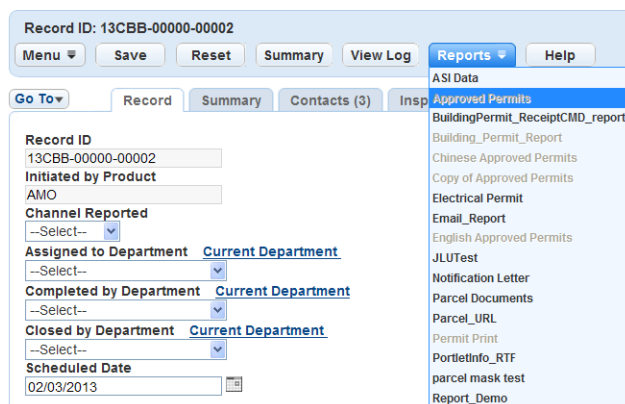 Record ID: 13CBB-00000-00002
Menu Save Reset Summary View Log Reports Help
Go To Record Summary Contacts (3) Insp
Record ID
13CBB-00000-00002
Initiated by Product
AMO
Channel Reported
--Select--
Assigned to Department Current Department
--Select--
Completed by Department Current Department
--Select--
Closed by Department Current Department
--Select--
Scheduled Date
02/03/2013
ASI Data
Approved Permits
BuildingPermit_ReceiptCMD_report
Building_Permit_Report
Chinese Approved Permits
Copy of Approved Permits
Electrical Permit
Email_Report
English Approved Permits
JLUTest
Notification Letter
Parcel Documents
Parcel_URL
Permit Print
PortletInfo_RTF
parcel mask test
Report_Demo